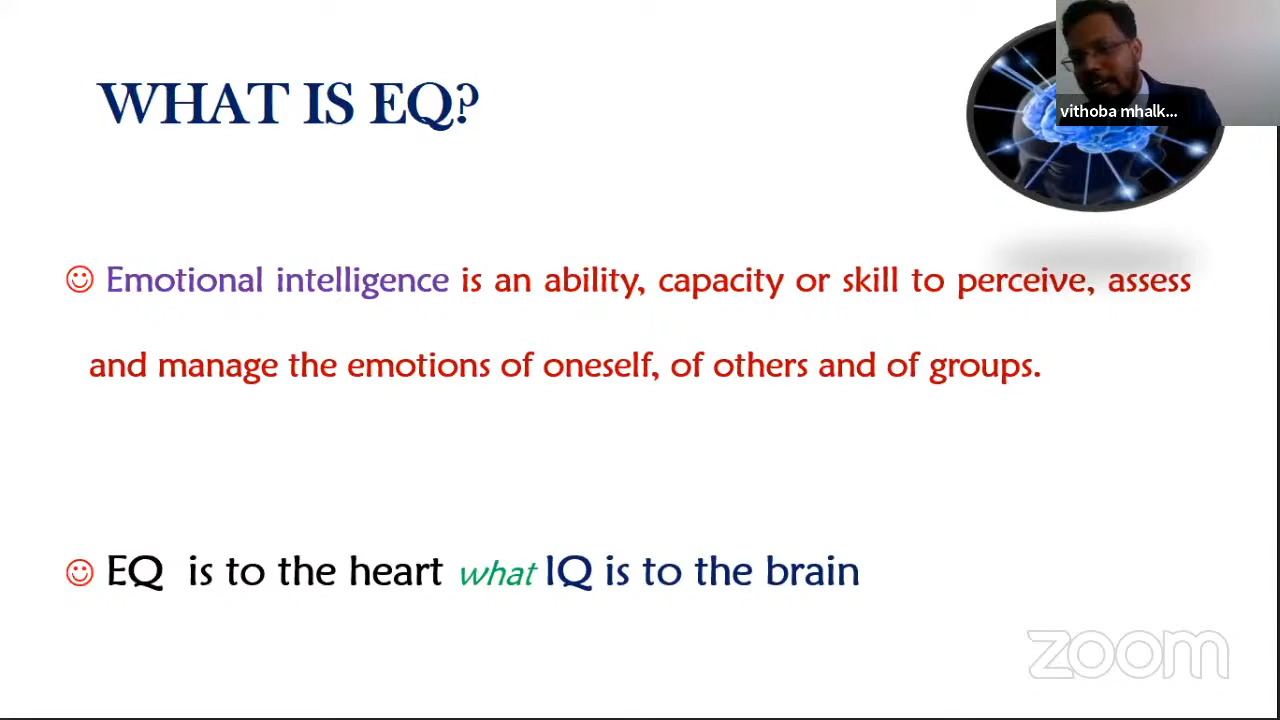 WHAT IS EQ?
vithoba mhalk...
Emotional intelligence is an ability, capacity or skill to perceive, assess
and manage the emotions of oneself, of others and of groups.
EQ is to the heart what IQ is to the brain
zoom